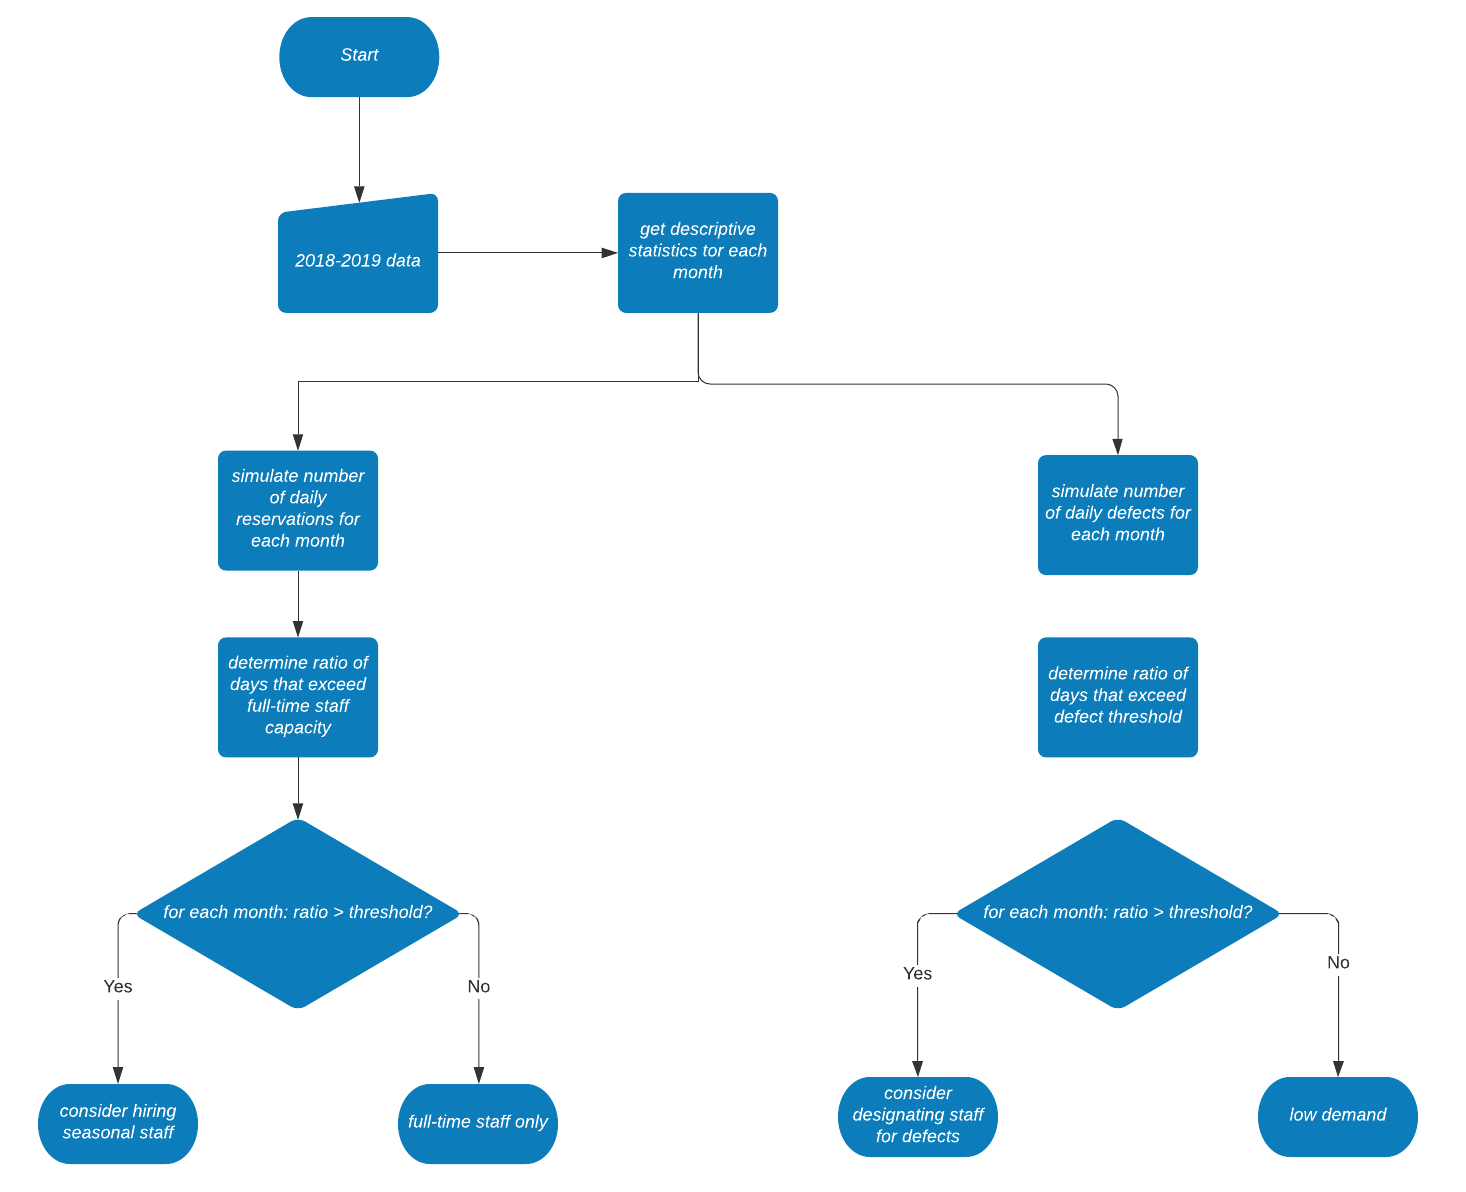 Start
2018-2019 data
get descriptive
statistics tor each
month
simulate number
of daily
reservations for
each month
simulate number
of daily defects for
each month
determine ratio of
days that exceed
full-time staff
capacity
determine ratio of
days that exceed
defect threshold
for each month: ratio > threshold?
for each month: ratio > threshold?
Yes
No
Yes
No
consider hiring
seasonal staff
full-time staff only
consider
designating staff
for defects
low demand